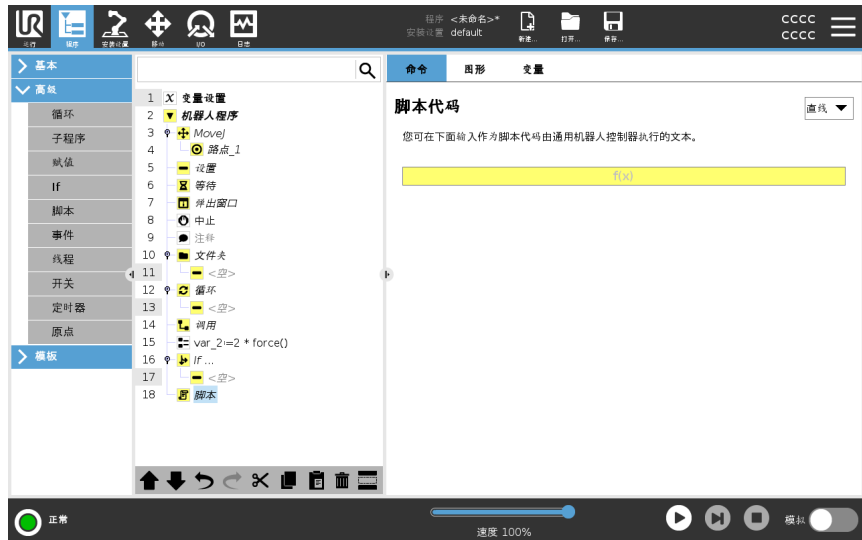 程序 <未命名>*
安装设置 default
新建...
打开...
保存...
CCCC
CCCC
运行
程序
安装设置
移动
I/O
日志
基本
高级
循环
子程序
赋值
If
脚本
事件
线程
开关
定时器
原点
模板
1 X 变量设置
2 机器人程序
3 MoveJ
4 路点_1
5 设置
6 等待
7 弹出窗口
8 中止
9 注释
10 文件夹
11 <空>
12 循环
13 <空>
14 调用
15 var_2≔2 * force()
16 If ...
17 <空>
18 脚本
命令 图形 变量
脚本代码
直线
您可在下面输入作为脚本代码由通用机器人控制器执行的文本。
f(x)
正常
速度 100%
模拟